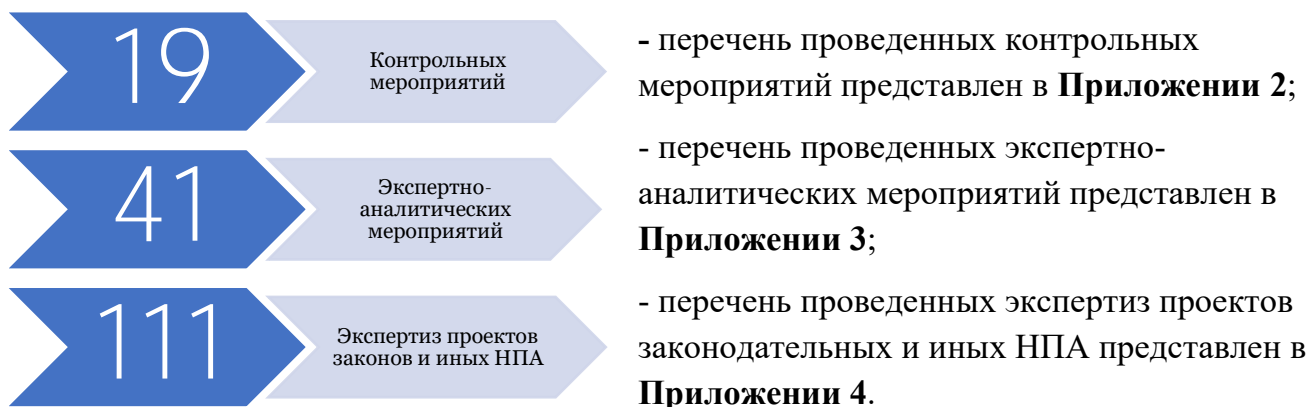 19
Контрольных
мероприятий
- перечень проведенных контрольных
мероприятий представлен в Приложении 2;
41
Экспертно-
аналитических
мероприятий
- перечень проведенных экспертно-
аналитических мероприятий представлен в
Приложении 3;
111
Экспертиз проектов
законов и иных НПА
- перечень проведенных экспертиз проектов
законодательных и иных НПА представлен в
Приложении 4.